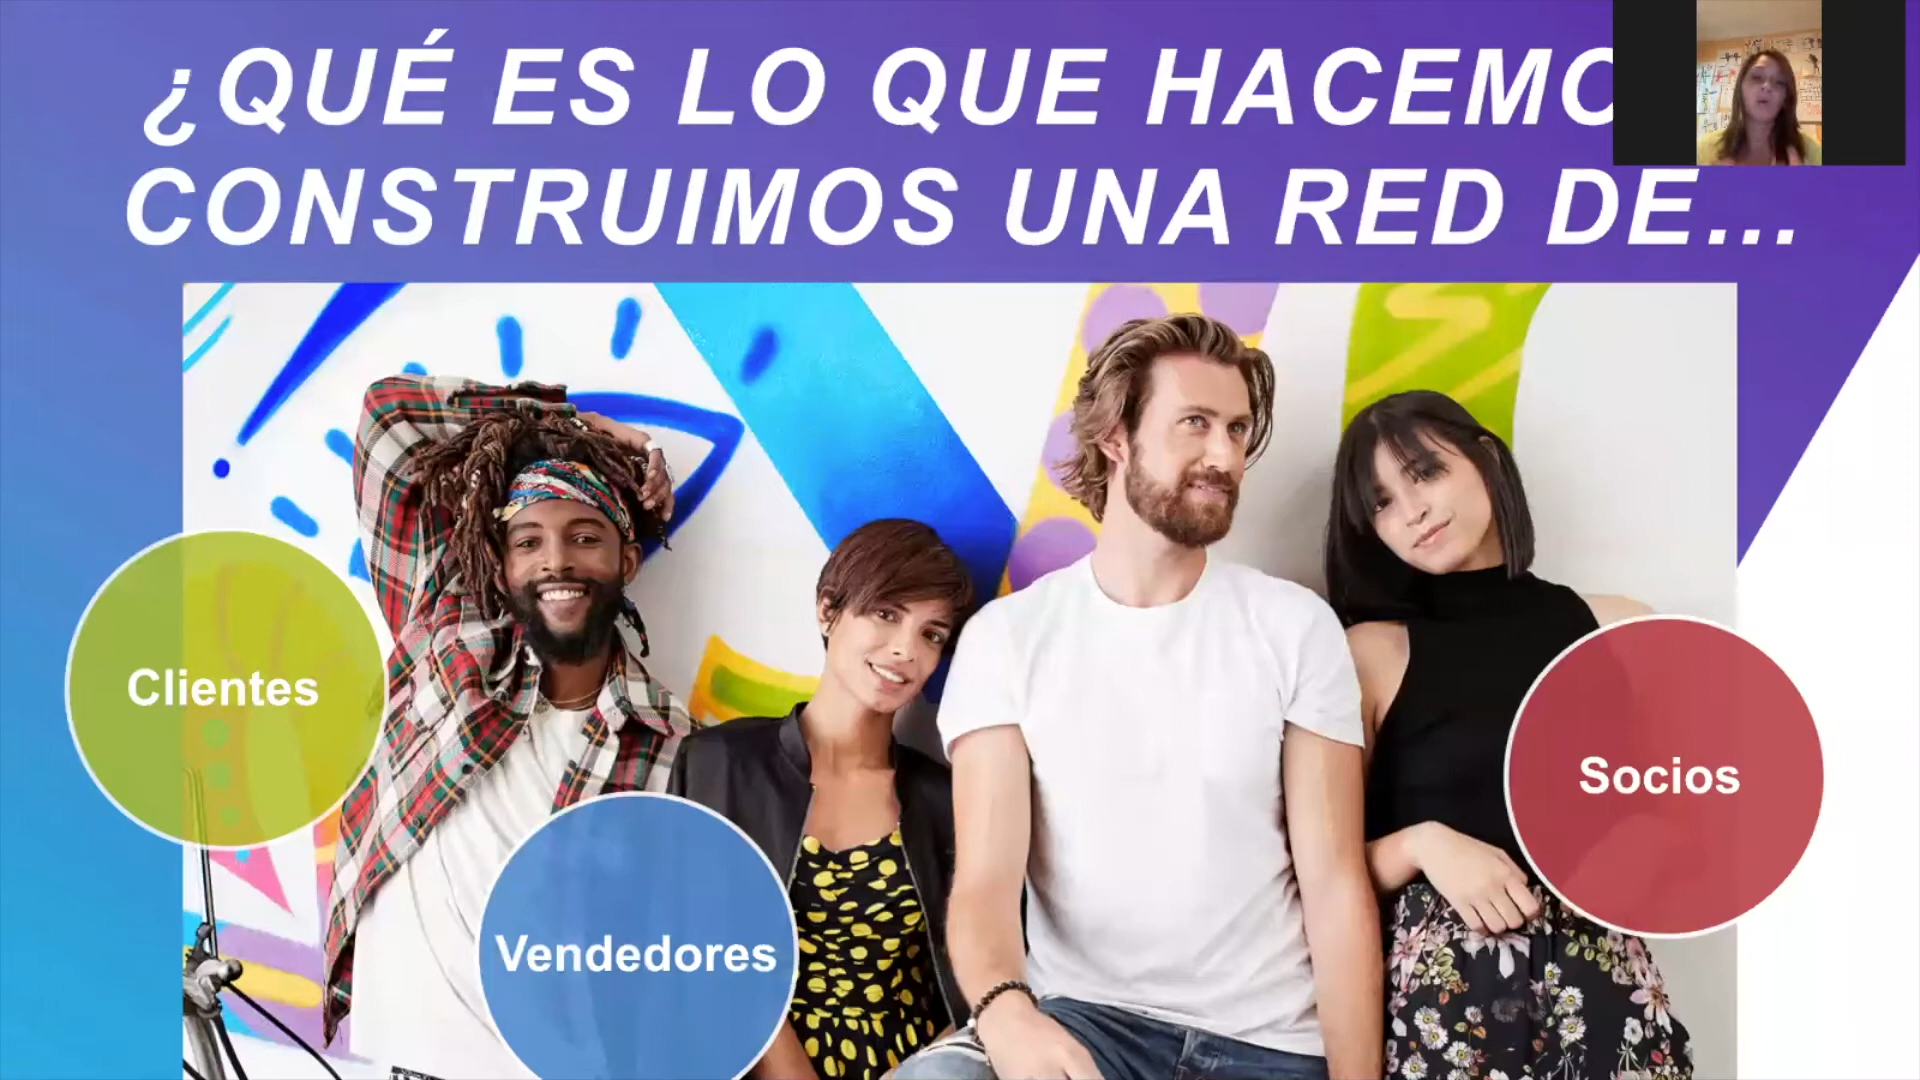 ¿QUÉ ES LO QUE HACEMO
CONSTRUIMOS UNA RED DE...
Clientes
Vendedores
Socios